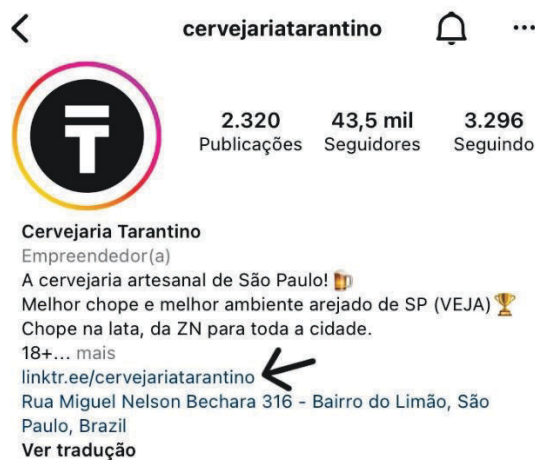 cervejariatarantino
2.320 43,5 mil 3.296
Publicações Seguidores Seguindo
Cervejaria Tarantino
Empreendedor(a)
A cervejaria artesanal de São Paulo! 🍺
Melhor chope e melhor ambiente arejado de SP (VEJA) 🏆
Chope na lata, da ZN para toda a cidade.
18+... mais
linktr.ee/cervejariatarantino
Rua Miguel Nelson Bechara 316 - Bairro do Limão, São
Paulo, Brazil
Ver tradução